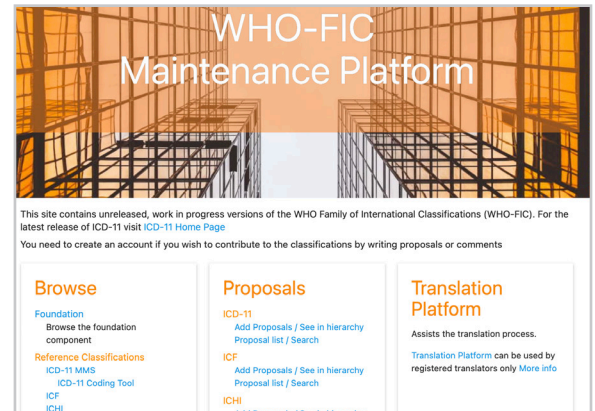 WHO-FIC
Maintenance Platform
This site contains unreleased, work in progress versions of the WHO Family of International Classifications (WHO-FIC). For the
latest release of ICD-11 visit ICD-11 Home Page
You need to create an account if you wish to contribute to the classifications by writing proposals or comments
Browse
Foundation
Browse the foundation
component
Reference Classifications
ICD-11 MMS
ICD-11 Coding Tool
ICF
ICHI
Proposals
ICD-11
Add Proposals / See in hierarchy
Proposal list / Search
ICF
Add Proposals / See in hierarchy
Proposal list / Search
ICHI
Translation
Platform
Assists the translation process.
Translation Platform can be used by
registered translators only More info